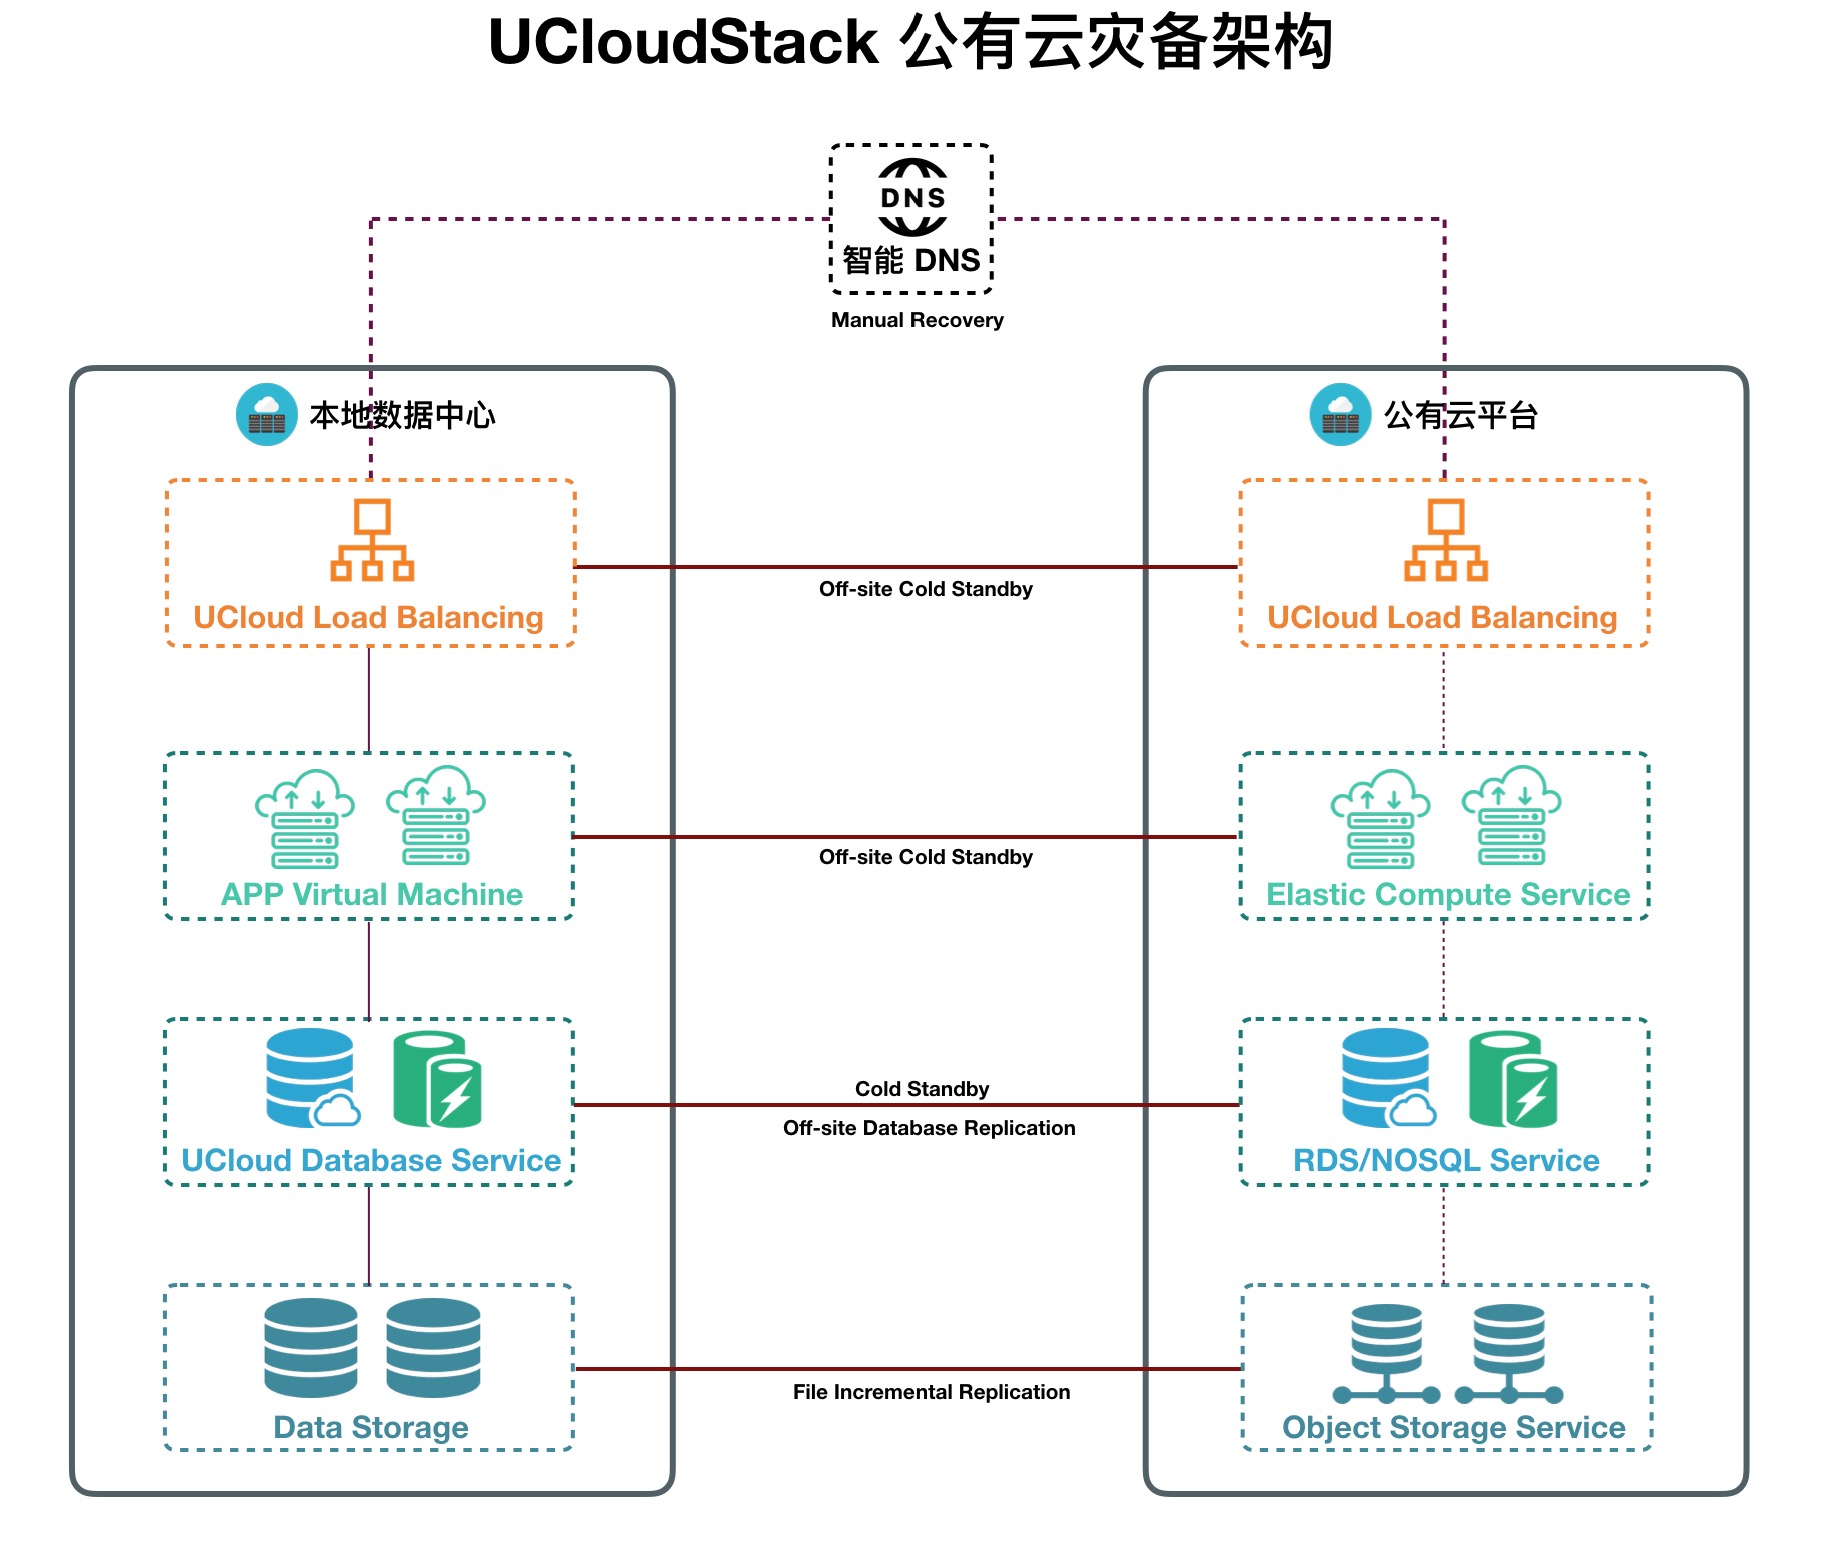 UCloudStack 公有云灾备架构
DNS
智能 DNS
Manual Recovery
本地数据中心
公有云平台
UCloud Load Balancing
Off-site Cold Standby
UCloud Load Balancing
APP Virtual Machine
Off-site Cold Standby
Elastic Compute Service
UCloud Database Service
Cold Standby
Off-site Database Replication
RDS/NOSQL Service
Data Storage
File Incremental Replication
Object Storage Service